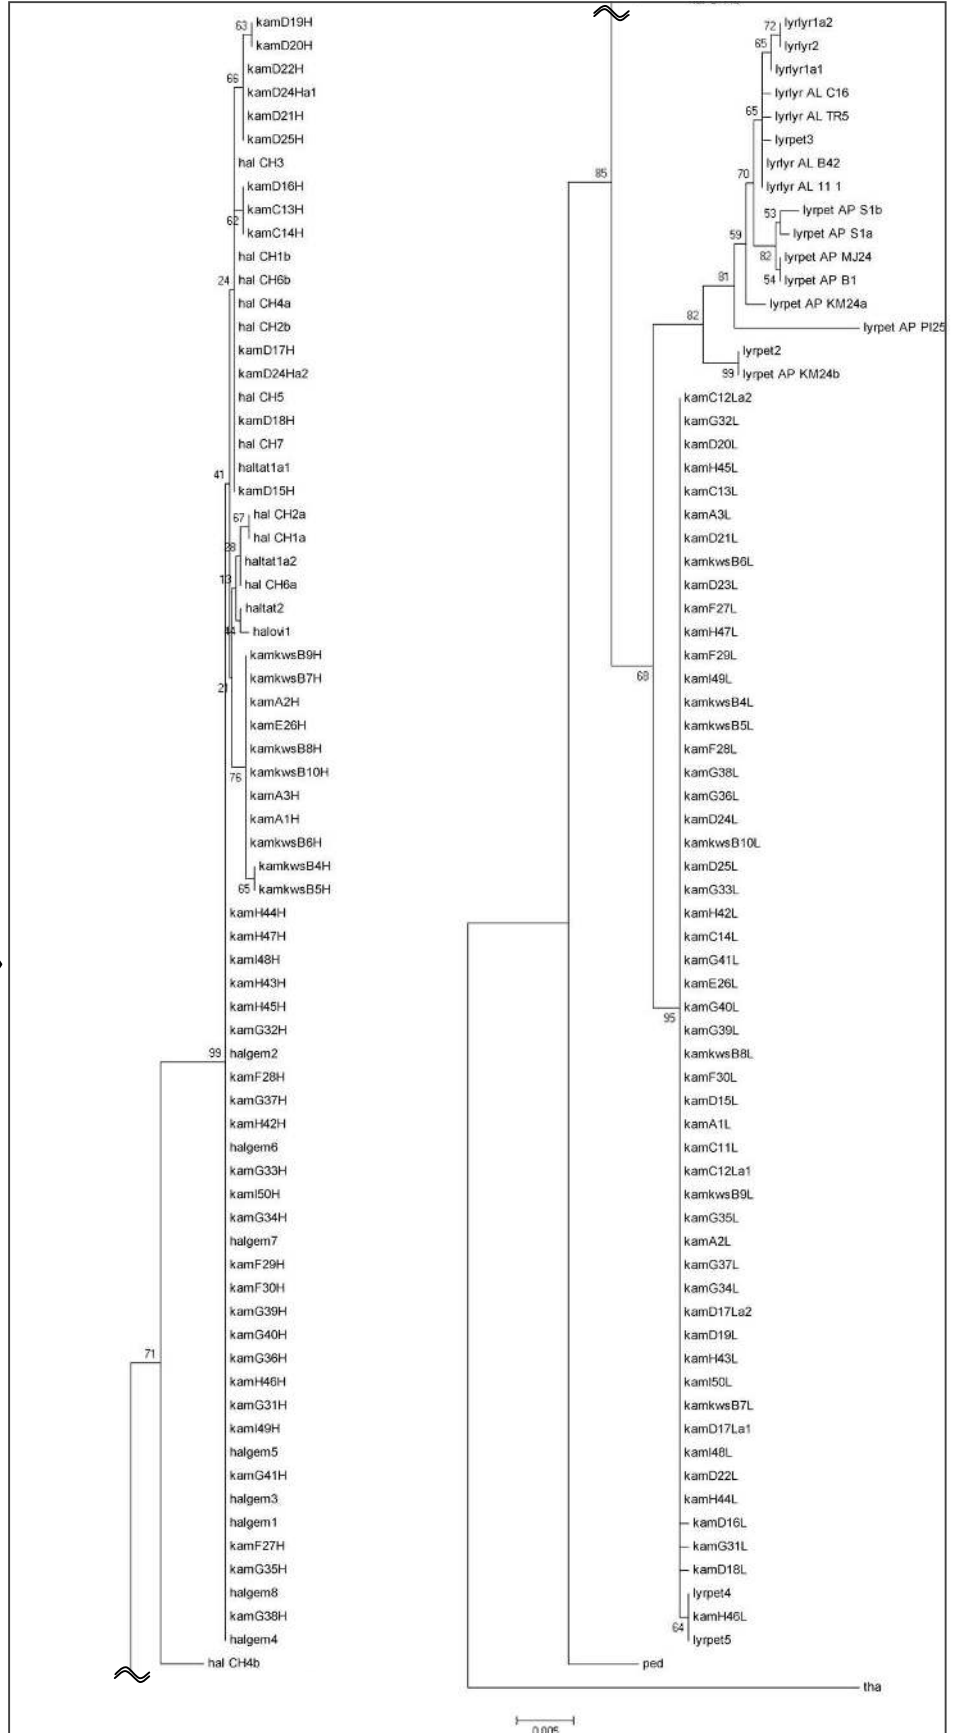 63
kamD19H
kamD20H
kamD22H
66
kamD24Ha1
kamD21H
kamD25H
hal CH3
kamD16H
kamC13H
62
kamC14H
hal CH1b
24
hal CH6b
hal CH4a
hal CH2b
kamD17H
kamD24Ha2
hal CH5
kamD18H
hal CH7
haltat1a1
41
kamD15H
67
hal CH2a
hal CH1a
28
haltat1a2
13
hal CH6a
haltat2
44
halovi1
kamkwsB9H
kamkwsB7H
21
kamA2H
kamE26H
kamkwsB8H
kamkwsB10H
76
kamA3H
kamA1H
kamkwsB6H
kamkwsB4H
65
kamkwsB5H
kamH44H
kamH47H
kamI48H
kamH43H
kamH45H
kamG32H
99
halgem2
kamF28H
kamG37H
kamH42H
halgem6
kamG33H
kamI50H
kamG34H
halgem7
kamF29H
kamF30H
kamG39H
kamG40H
71
kamG36H
kamH46H
kamG31H
kamI49H
halgem5
kamG41H
halgem3
halgem1
kamF27H
kamG35H
halgem8
kamG38H
halgem4
hal CH4b
72
lyrlyr1a2
lyrlyr2
65
lyrlyr1a1
lyrlyr AL C16
65
lyrlyr AL TR5
lyrpet3
lyrlyr AL B42
85
70
lyrlyr AL 11 1
53
lyrpet AP S1b
59
lyrpet AP S1a
82
lyrpet AP MJ24
81
54
lyrpet AP B1
lyrpet AP KM24a
82
lyrpet AP PI25
lyrpet2
99
lyrpet AP KM24b
kamC12La2
kamG32L
kamD20L
kamH45L
kamC13L
kamA3L
kamD21L
kamkwsB6L
kamD23L
kamF27L
kamH47L
kamF29L
68
kamI49L
kamkwsB4L
kamkwsB5L
kamF28L
kamG38L
kamG36L
kamD24L
kamkwsB10L
kamD25L
kamG33L
kamH42L
kamC14L
kamG41L
kamE26L
kamG40L
95
kamG39L
kamkwsB8L
kamF30L
kamD15L
kamA1L
kamC11L
kamC12La1
kamkwsB9L
kamG35L
kamA2L
kamG37L
kamG34L
kamD17La2
kamD19L
kamH43L
kamI50L
kamkwsB7L
kamD17La1
kamI48L
kamD22L
kamH44L
kamD16L
kamG31L
kamD18L
lyrpet4
kamH46L
64
lyrpet5
ped
tha
0.005